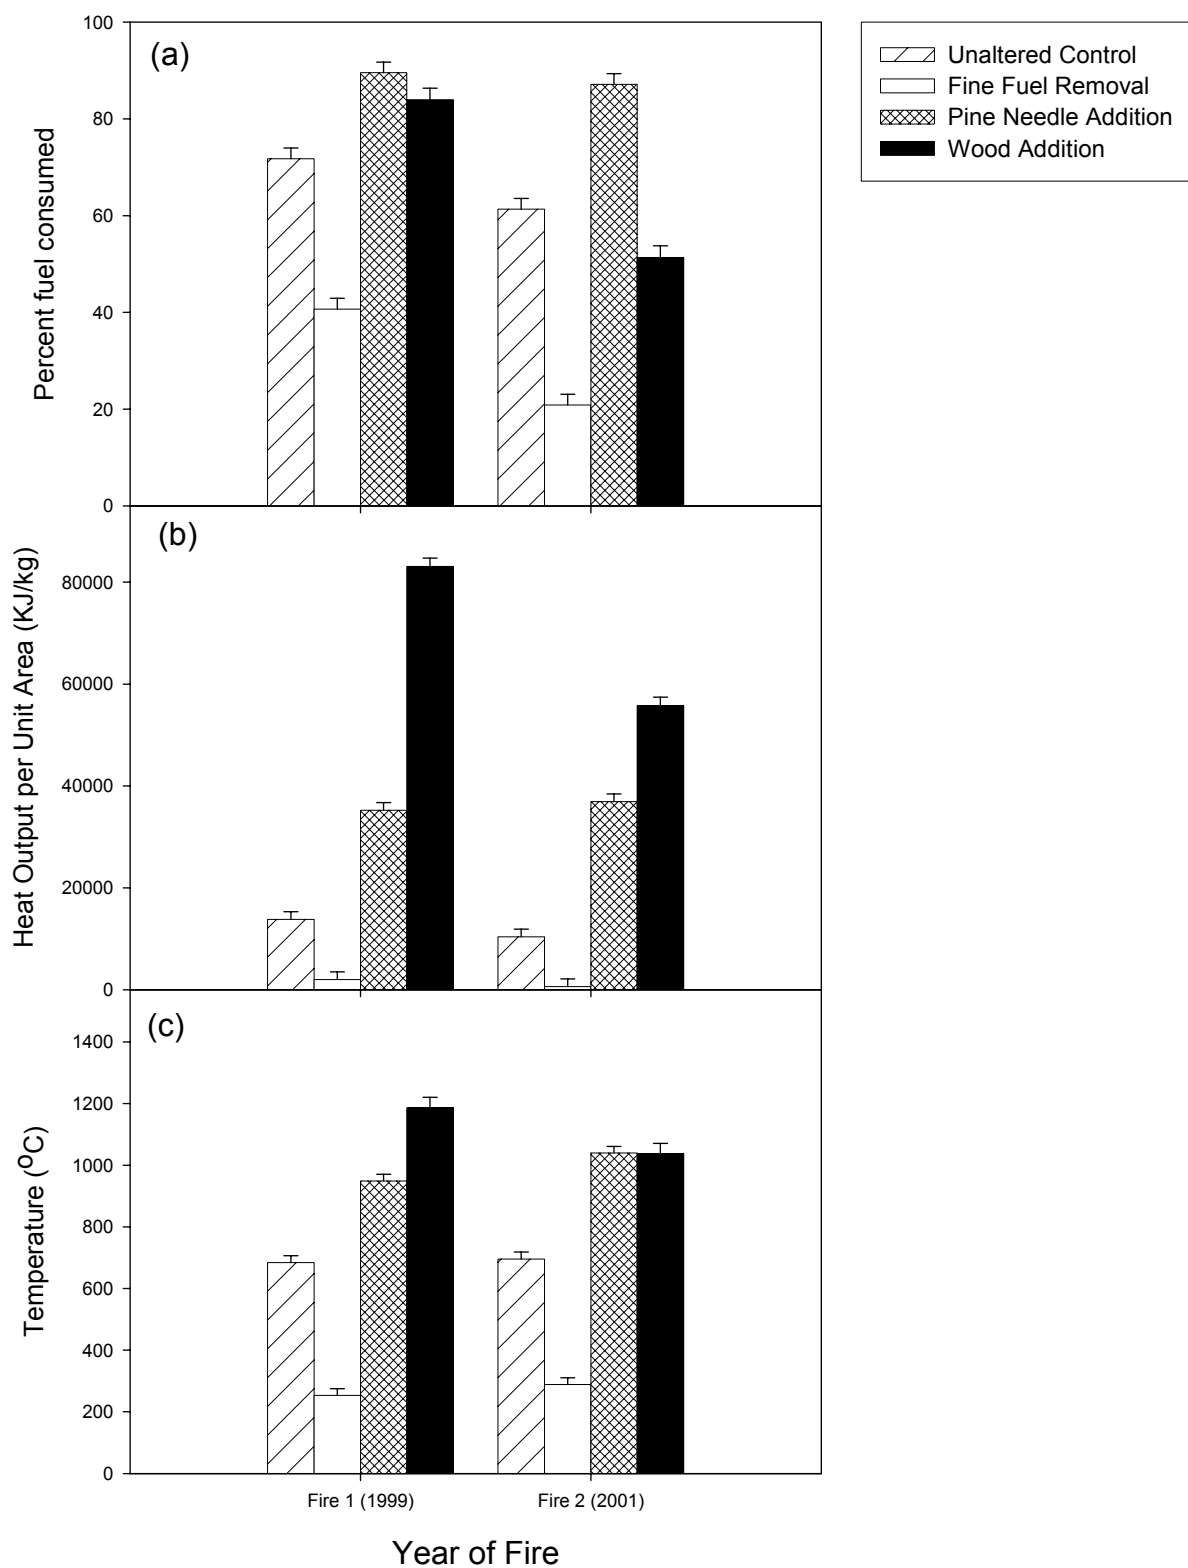 (a)
Percent fuel consumed
100
80
60
40
20
0
Unaltered Control
Fine Fuel Removal
Pine Needle Addition
Wood Addition
(b)
Heat Output per Unit Area (KJ/kg)
80000
60000
40000
20000
0
(c)
Temperature (ºC)
1400
1200
1000
800
600
400
200
0
Fire 1 (1999)
Fire 2 (2001)
Year of Fire